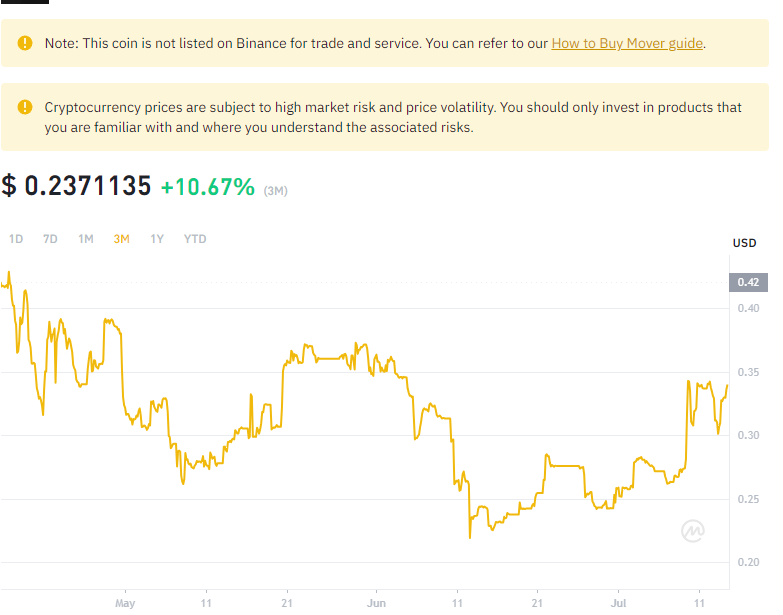 Note: This coin is not listed on Binance for trade and service. You can refer to our How to Buy Mover guide.
Cryptocurrency prices are subject to high market risk and price volatility. You should only invest in products that
you are familiar with and where you understand the associated risks.
$ 0.2371135 +10.67% (3M)
1D 7D 1M 3M 1Y YTD
USD
0.42
0.40
0.35
0.30
0.25
0.20
May 11 21 Jun 11 21 Jul 11